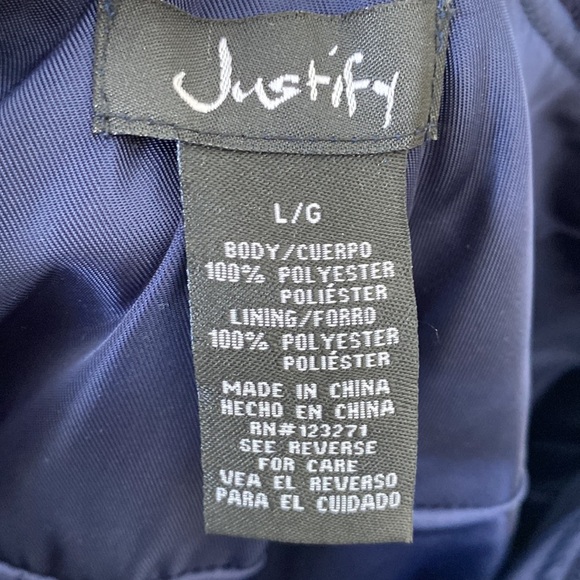 Justify
L/G
BODY/CUERPO
100% POLYESTER
POLIÉSTER
LINING/FORRO
100% POLYESTER
POLIÉSTER
MADE IN CHINA
HECHO EN CHINA
RN#123271
SEE REVERSE
FOR CARE
VEA EL REVERSO
PARA EL CUIDADO